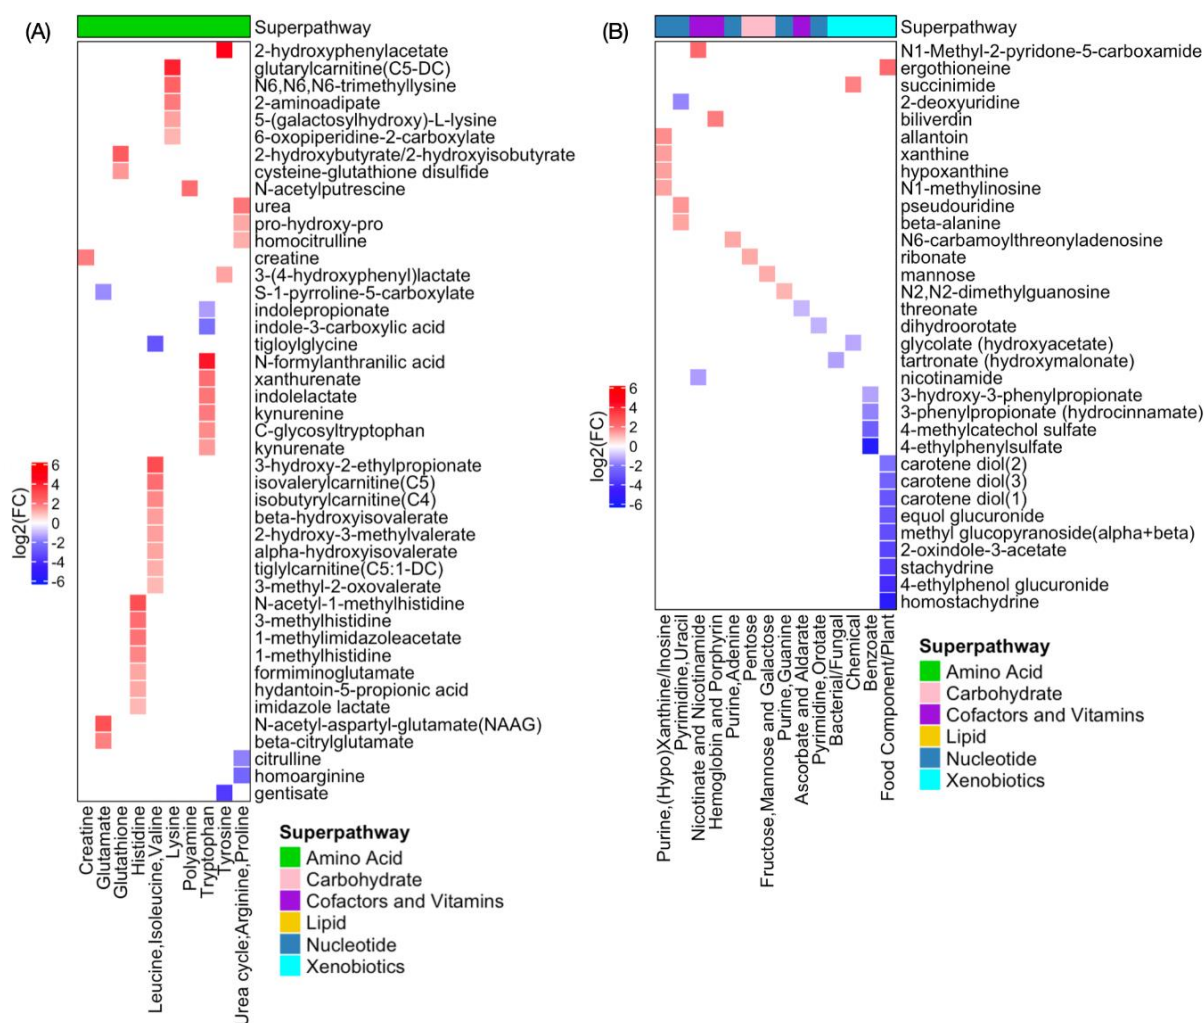 (A)
Superpathway
2-hydroxyphenylacetate
glutarylcarnitine(C5-DC)
N6,N6,N6-trimethyllysine
2-aminoadipate
5-(galactosylhydroxy)-L-lysine
6-oxopiperidine-2-carboxylate
2-hydroxybutyrate/2-hydroxyisobutyrate
cysteine-glutathione disulfide
N-acetylputrescine
urea
pro-hydroxy-pro
homocitrulline
creatine
3-(4-hydroxyphenyl)lactate
S-1-pyrroline-5-carboxylate
indolepropionate
indole-3-carboxylic acid
tigloylglycine
N-formylanthranilic acid
xanthurenate
indolelactate
kynurenine
C-glycosyltryptophan
kynurenate
3-hydroxy-2-ethylpropionate
isovalerylcarnitine(C5)
isobutyrylcarnitine(C4)
beta-hydroxyisovalerate
2-hydroxy-3-methylvalerate
alpha-hydroxyisovalerate
tiglylcarnitine(C5:1-DC)
3-methyl-2-oxovalerate
N-acetyl-1-methylhistidine
3-methylhistidine
1-methylimidazoleacetate
1-methylhistidine
formiminoglutamate
hydantoin-5-propionic acid
imidazole lactate
N-acetyl-aspartyl-glutamate(NAAG)
beta-citrylglutamate
citrulline
homoarginine
gentisate
log2(FC)
6
4
2
0
-2
-4
-6
Creatine
Glutamate
Glutathione
Histidine
Leucine,Isoleucine,Valine
Lysine
Polyamine
Tryptophan
Tyrosine
Urea cycle;Arginine,Proline
Superpathway
Amino Acid
Carbohydrate
Cofactors and Vitamins
Lipid
Nucleotide
Xenobiotics
(B)
Superpathway
N1-Methyl-2-pyridone-5-carboxamide
ergothioneine
succinimide
2-deoxyuridine
biliverdin
allantoin
xanthine
hypoxanthine
N1-methylinosine
pseudouridine
beta-alanine
N6-carbamoylthreonyladenosine
ribonate
mannose
N2,N2-dimethylguanosine
threonate
dihydroorotate
glycolate (hydroxyacetate)
tartronate (hydroxymalonate)
nicotinamide
3-hydroxy-3-phenylpropionate
3-phenylpropionate (hydrocinnamate)
4-methylcatechol sulfate
4-ethylphenylsulfate
carotene diol(2)
carotene diol(3)
carotene diol(1)
equol glucuronide
methyl glucopyranoside(alpha+beta)
2-oxindole-3-acetate
stachydrine
4-ethylphenol glucuronide
homostachydrine
log2(FC)
6
4
2
0
-2
-4
-6
Purine,(Hypo)Xanthine/Inosine
Pyrimidine,Uracil
Nicotinate and Nicotinamide
Hemoglobin and Porphyrin
Purine,Adenine
Pentose
Fructose,Mannose and Galactose
Purine,Guanine
Ascorbate and Aldarate
Pyrimidine,Orotate
Bacterial/Fungal
Chemical
Benzoate
Food Component/Plant
Superpathway
Amino Acid
Carbohydrate
Cofactors and Vitamins
Lipid
Nucleotide
Xenobiotics